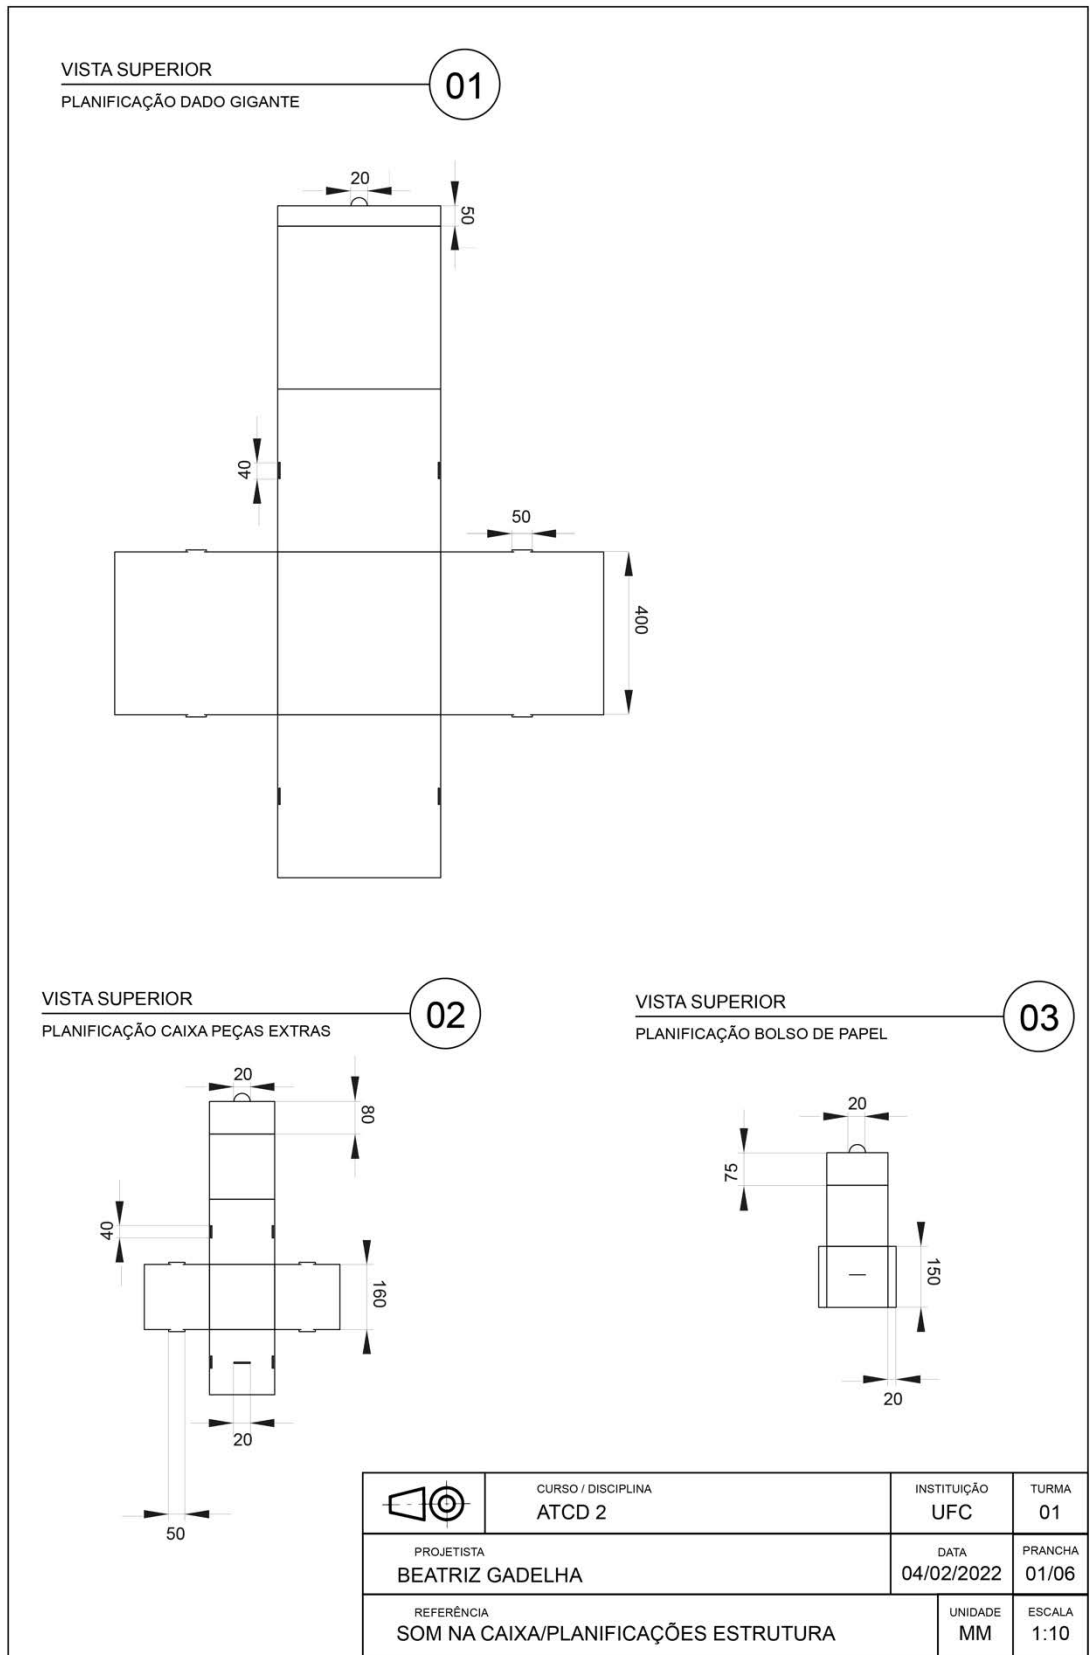 VISTA SUPERIOR
PLANIFICAÇÃO DADO GIGANTE
01
20
50
40
50
400
VISTA SUPERIOR
PLANIFICAÇÃO CAIXA PEÇAS EXTRAS
02
20
80
40
160
20
50
VISTA SUPERIOR
PLANIFICAÇÃO BOLSO DE PAPEL
03
20
75
150
20
CURSO / DISCIPLINA
ATCD 2
INSTITUIÇÃO
UFC
TURMA
01
PROJETISTA
BEATRIZ GADELHA
DATA
04/02/2022
PRANCHA
01/06
REFERÊNCIA
SOM NA CAIXA/PLANIFICAÇÕES ESTRUTURA
UNIDADE
MM
ESCALA
1:10